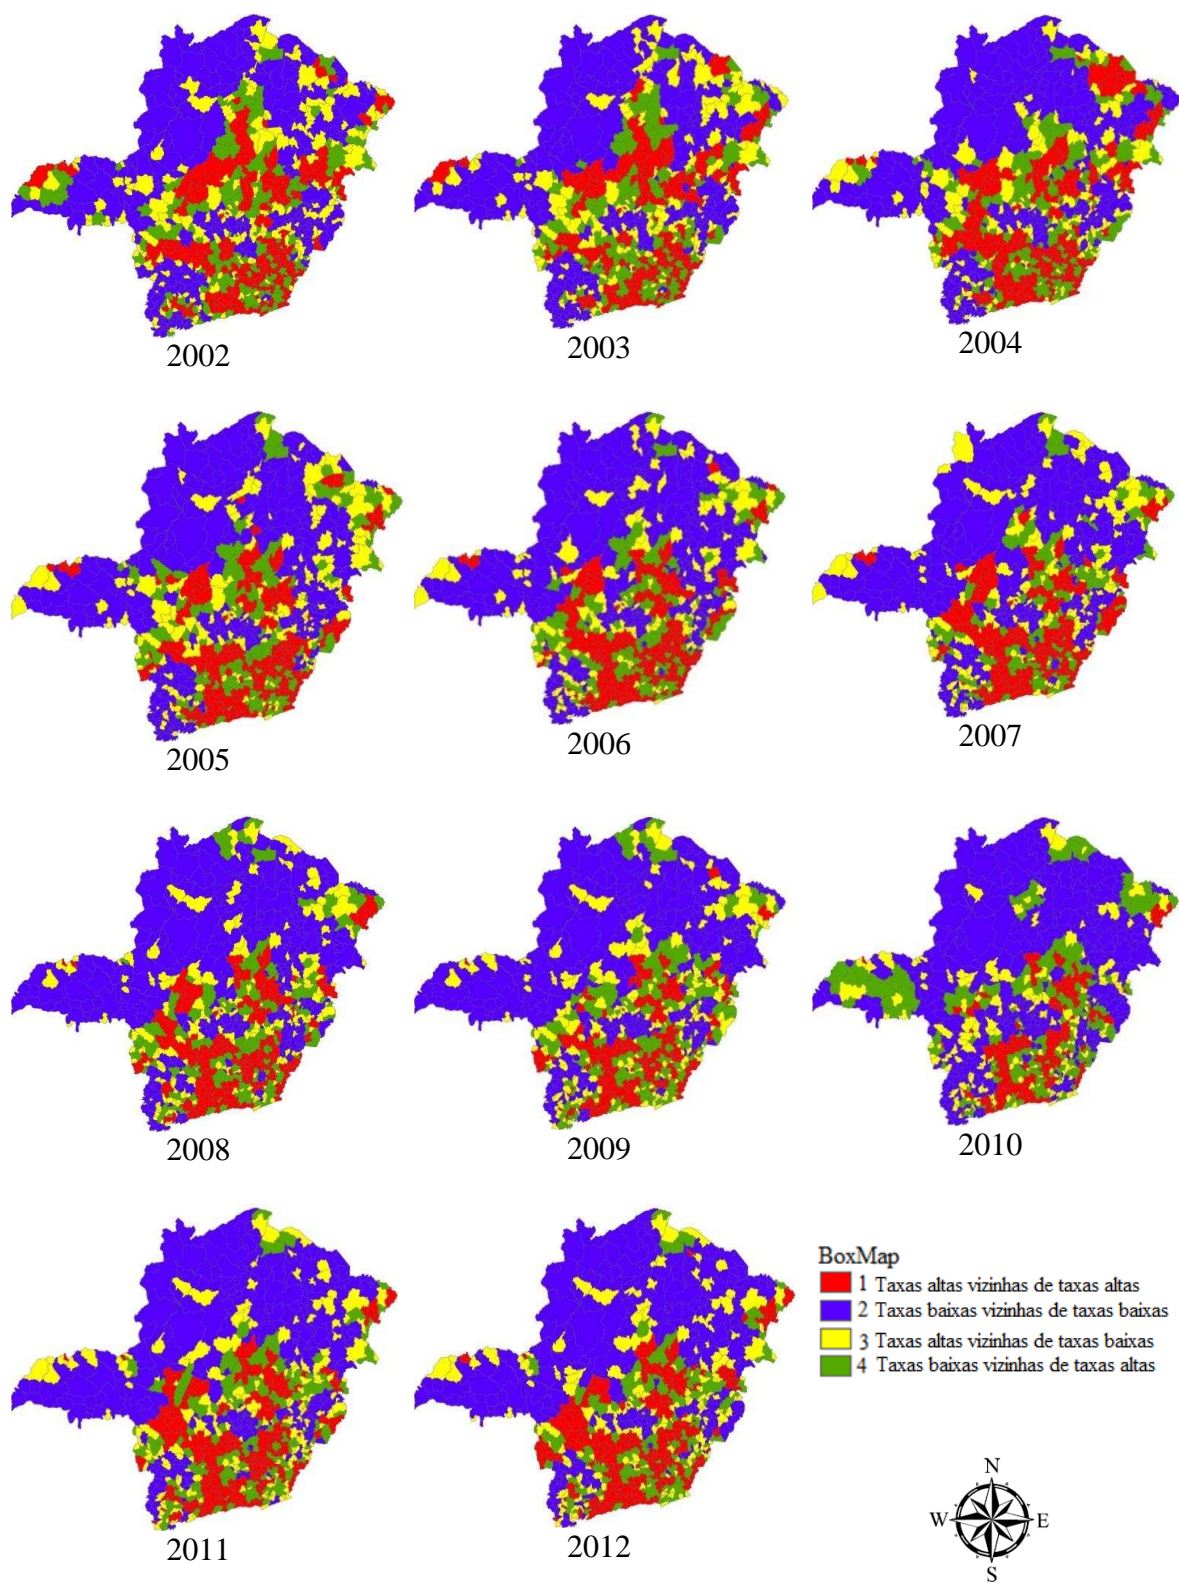 2002
2003
2004
2005
2006
2007
2008
2009
2010
2011
2012
BoxMap
1 Taxas altas vizinhas de taxas altas
2 Taxas baixas vizinhas de taxas baixas
3 Taxas altas vizinhas de taxas baixas
4 Taxas baixas vizinhas de taxas altas
N
W E
S